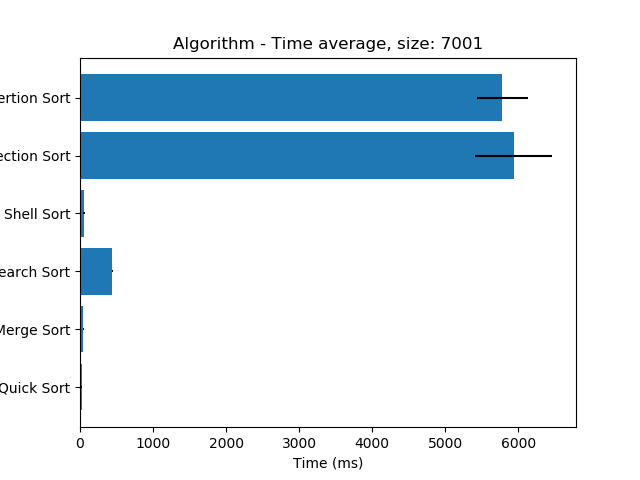 Algorithm - Time average, size: 7001
ertion Sort
ection Sort
Shell Sort
earch Sort
Merge Sort
Quick Sort
0 1000 2000 3000 4000 5000 6000
Time (ms)